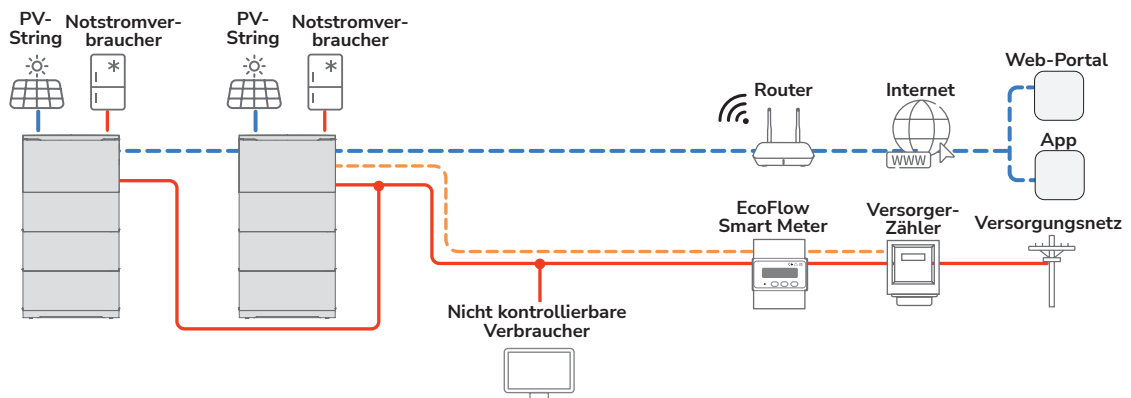 PV-
String
Notstromver-
braucher
PV-
String
Notstromver-
braucher
Web-Portal
Router
Internet
WWW
App
EcoFlow
Smart Meter
Versorger-
Zähler
Versorgungsnetz
Nicht kontrollierbare
Verbraucher